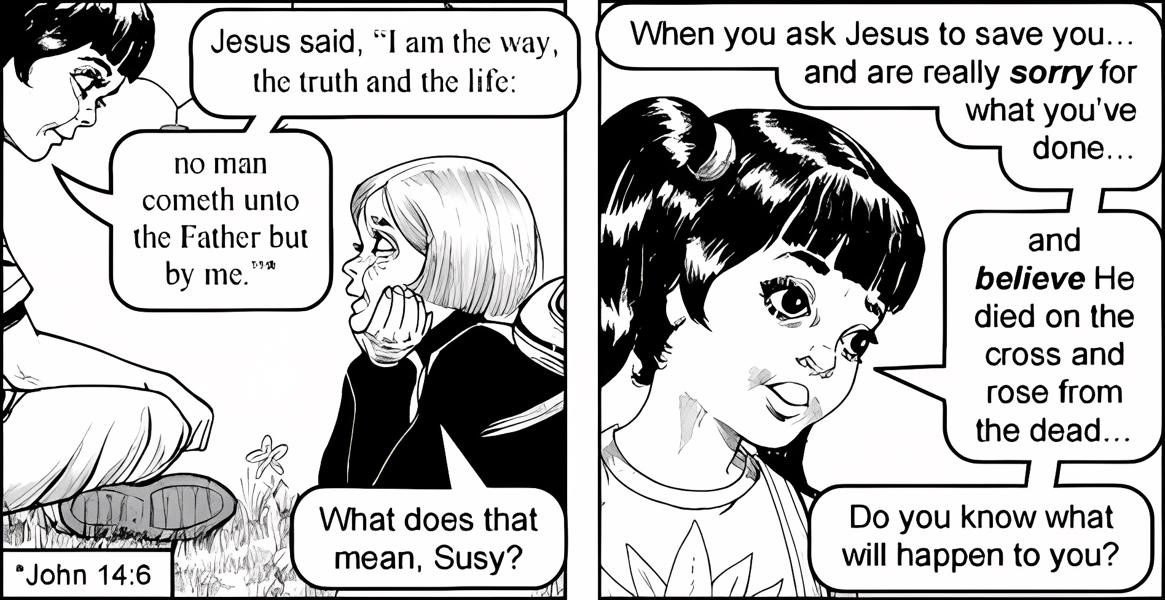 Jesus said, “I am the way,
the truth and the life:
no man
cometh unto
the Father but
by me.”*
What does that
mean, Susy?
*John 14:6
When you ask Jesus to save you...
and are really sorry for
what you've
done...
and
believe He
died on the
cross and
rose from
the dead...
Do you know what
will happen to you?